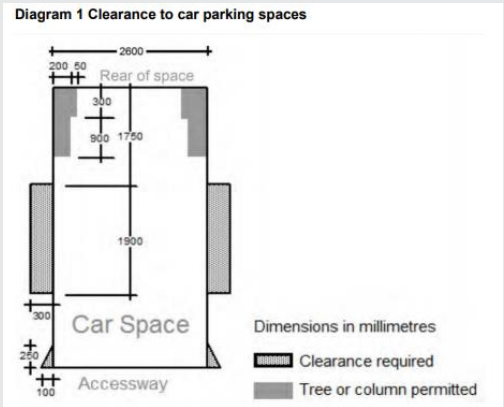 Diagram 1 Clearance to car parking spaces
2600
200 50
Rear of space
300
900 1750
1900
300
Car Space
Dimensions in millimetres
250
Clearance required
100
Accessway
Tree or column permitted